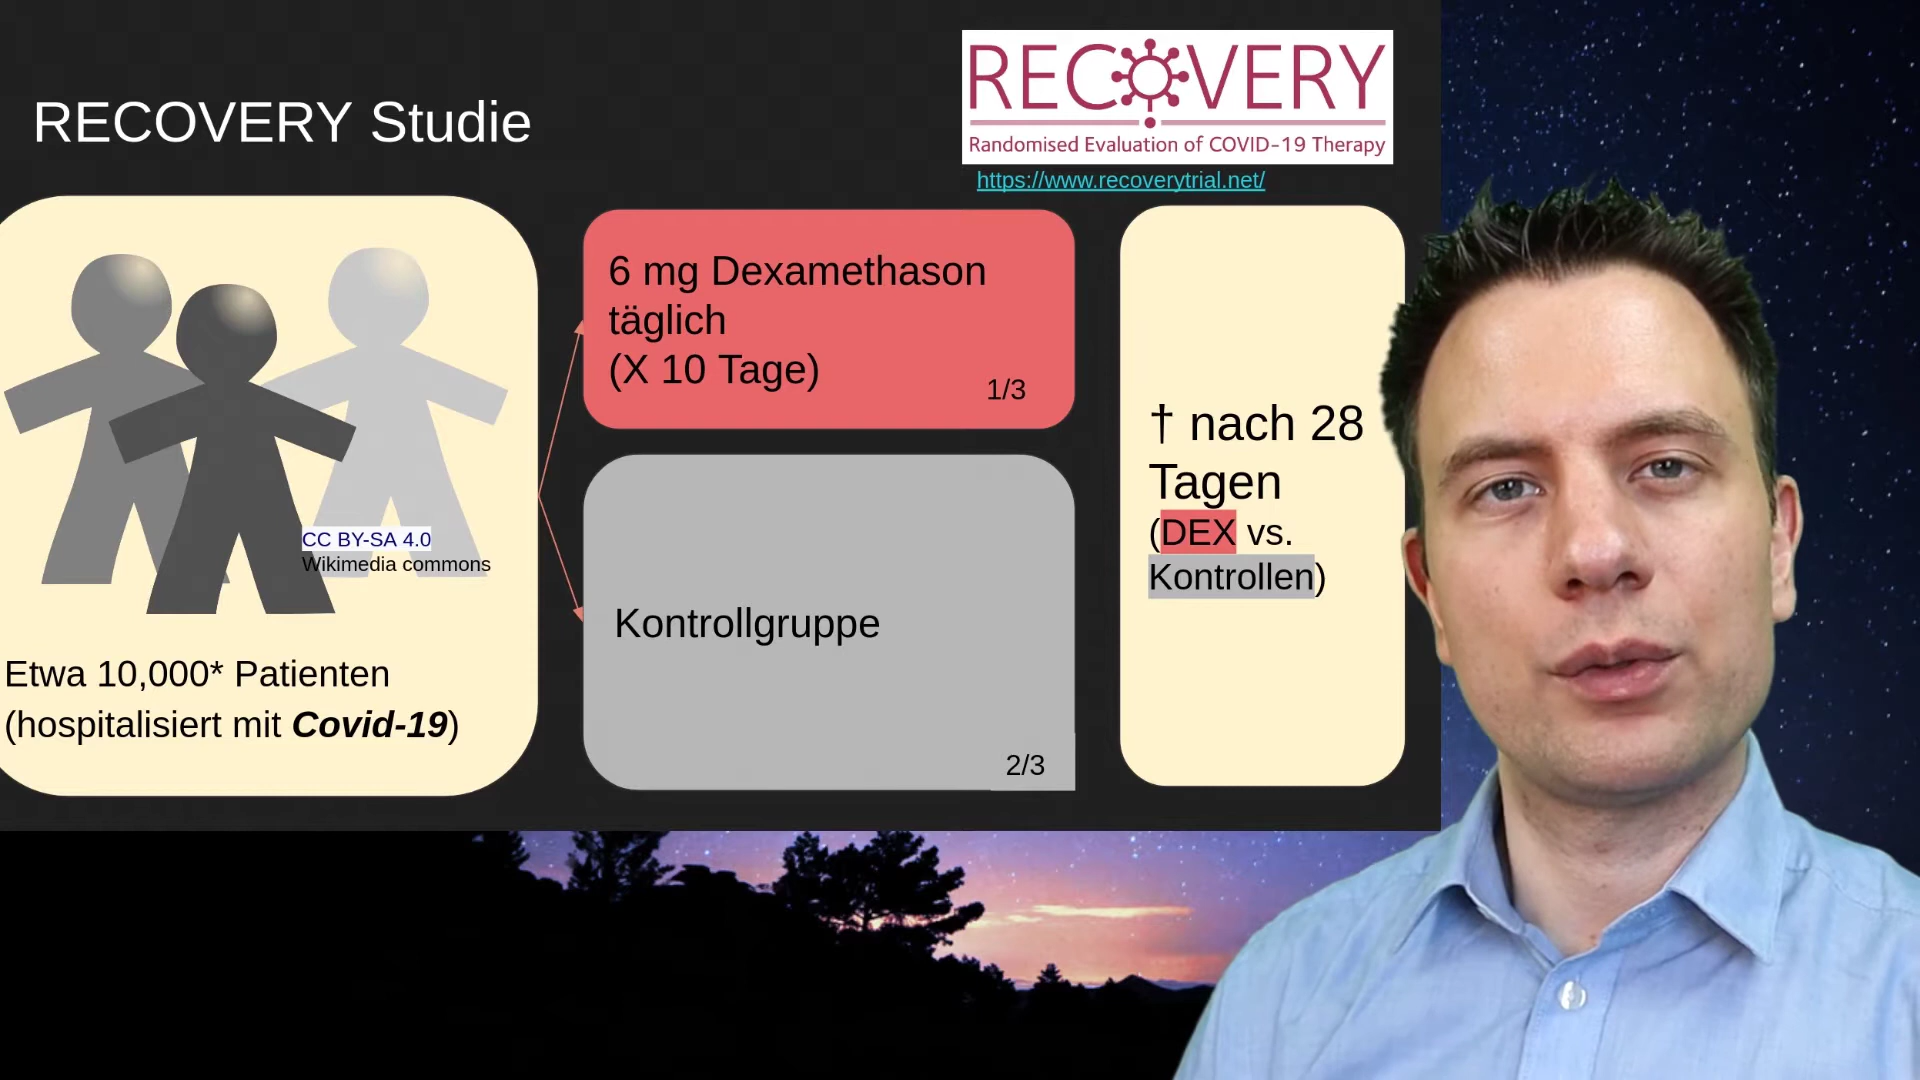 RECOVERY Studie
RECOVERY
Randomised Evaluation of COVID-19 Therapy
https://www.recoverytrial.net/
CC BY-SA 4.0
Wikimedia commons
Etwa 10,000* Patienten
(hospitalisiert mit Covid-19)
6 mg Dexamethason
täglich
(X 10 Tage)
1/3
Kontrollgruppe
2/3
† nach 28
Tagen
(DEX vs.
Kontrollen)